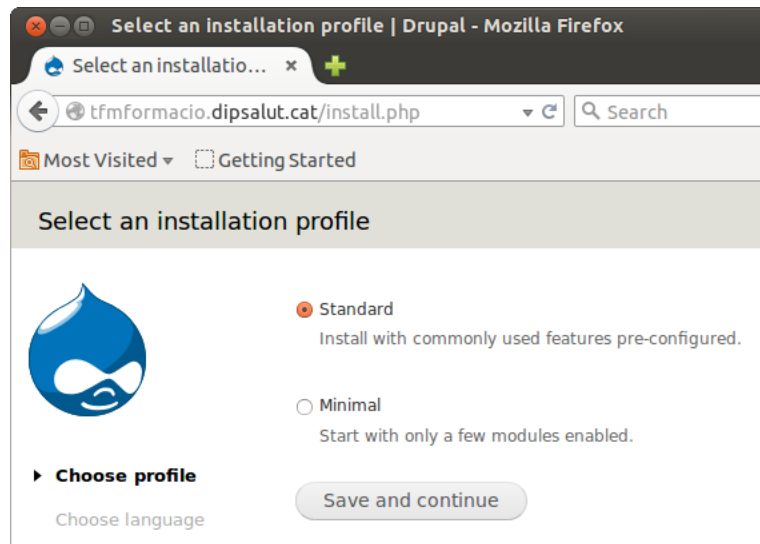 Select an installation profile | Drupal - Mozilla Firefox
Select an installatio...
tfmformacio.dipsalut.cat/install.php
Search
Most Visited
Getting Started
Select an installation profile
Standard
Install with commonly used features pre-configured.
Minimal
Start with only a few modules enabled.
Choose profile
Save and continue
Choose language